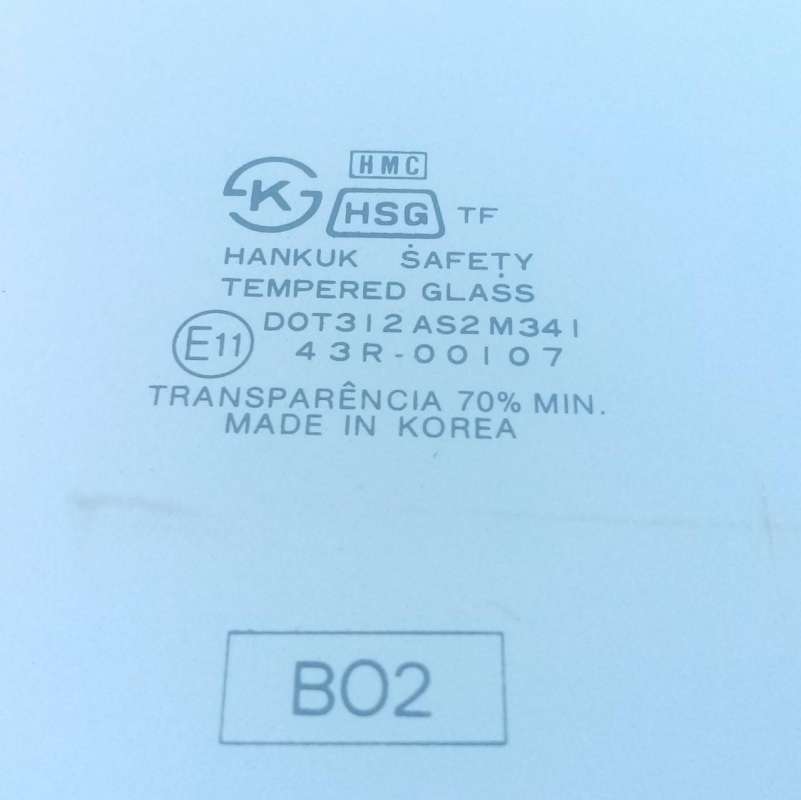 HMC
K HSG TF
HANKUK SAFETY
TEMPERED GLASS
E11 DOT312 AS2 M341
43R-00107
TRANSPARÊNCIA 70% MIN.
MADE IN KOREA
B02